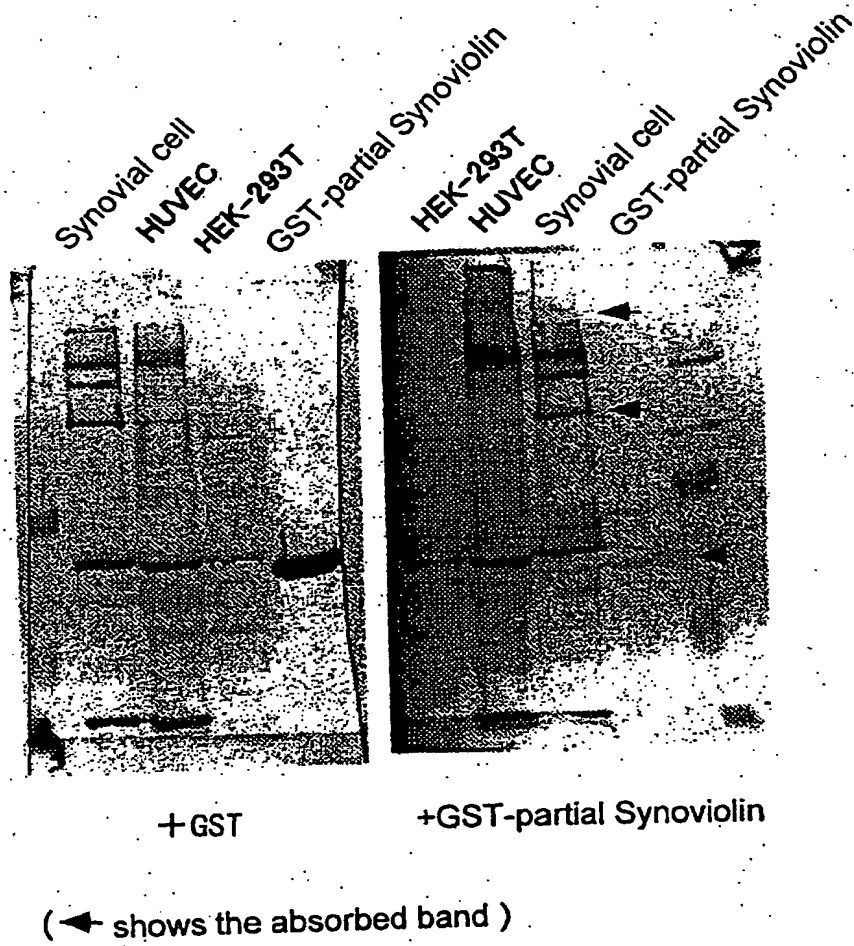 Synovial cell
HUVEC
HEK-293T
GST-partial Synoviolin
HEK-293T
HUVEC
Synovial cell
GST-partial Synoviolin
+GST
+GST-partial Synoviolin
(← shows the absorbed band)